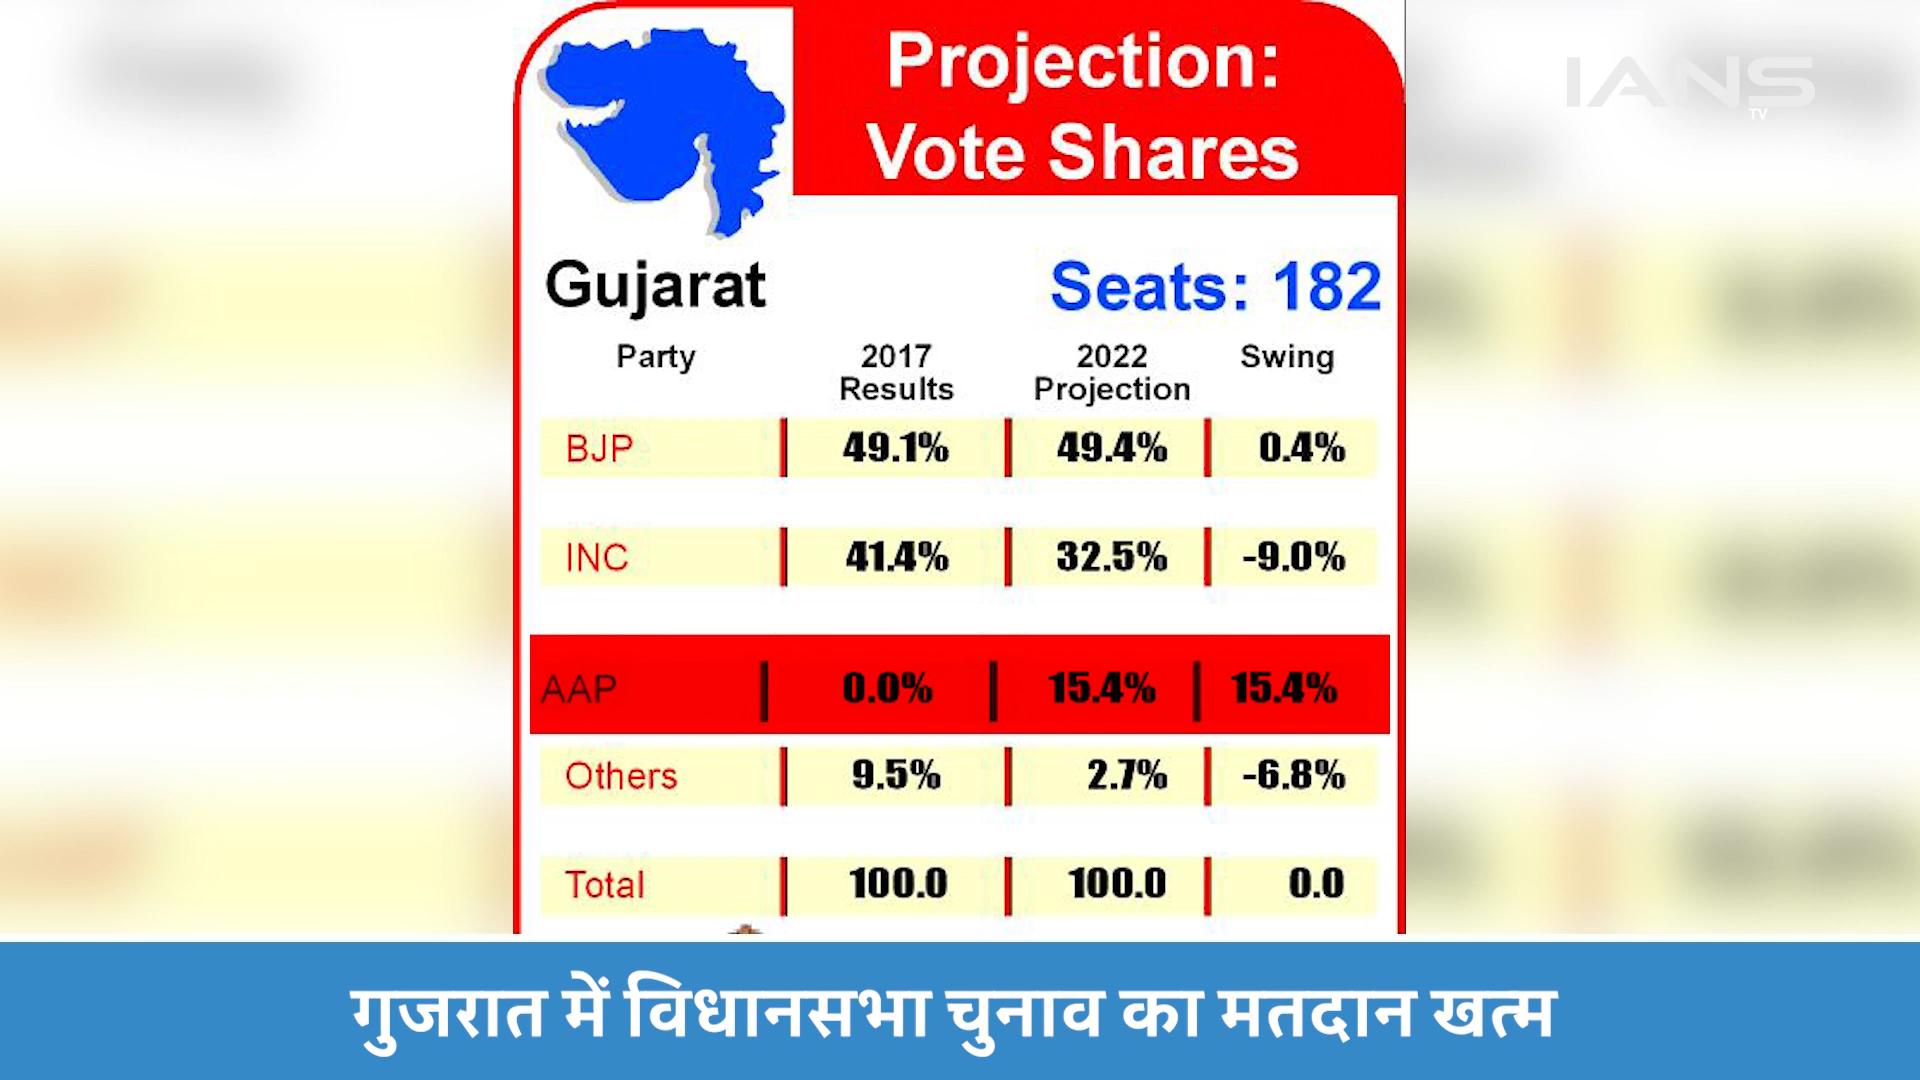 Projection:
Vote Shares
IANS
TV
Gujarat Seats: 182
Party 2017 Results 2022 Projection Swing
BJP 49.1% 49.4% 0.4%
INC 41.4% 32.5% -9.0%
AAP 0.0% 15.4% 15.4%
Others 9.5% 2.7% -6.8%
Total 100.0 100.0 0.0
गुजरात में विधानसभा चुनाव का मतदान खत्म